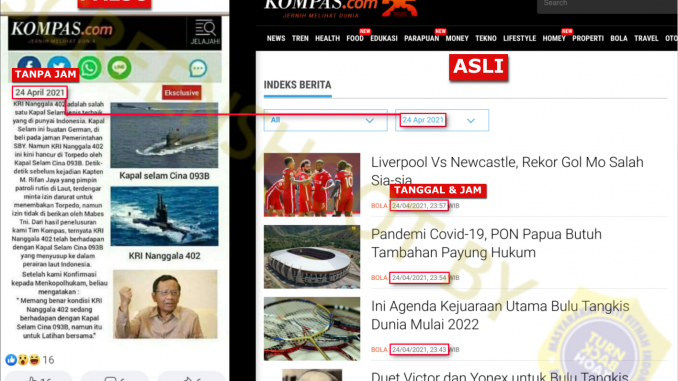 KOMPAS.com
JERNIH MELIHAT DUNIA
JELAJAHI
TANPA JAM
24 April 2021
Eksclusive
KRI Nanggala 402 adalah salah
satu Kapal Selam jenis terbaik
yang di punyai Indonesia. Kapal
Selam ini buatan German, di
beli pada jaman Pemerintahan
SBY. Namun KRI Nanggala 402
ini kini hancur di Torpedo oleh
Kapal Selam Cina 093B. Detik-
detik sebelum kejadian Kapten
M. Rifan Jaya yang pimpin
patroli rutin di Laut, terdengar
minta izin darurat untuk
menembakan Torpedo, namun
izin tidak di berikan oleh Mabes
Tni. Dari hasil penelusuran
kami Tim Kompas, ternyata KRI
Nanggala 402 telah berhadapan
dengan Kapal Selam Cina 093B
yang menyusup ke dalam
perairan laut Indonesia.
Setelah kami Konfirmasi
kepada Menkopolhukam, beliau
mengatakan :
" Memang benar kondisi KRI
Nanggala 402 sedang
berhadapan dengan Kapal
Selam Cina 093B, namun itu
untuk Latihan bersama."
Kapal selam Cina 093B
KRI Nanggala 402
16
KOMPAS.com
JERNIH MELIHAT DUNIA
Search
NEWS TREN HEALTH FOOD NEW EDUKASI PARAPUAN NEW MONEY TEKNO LIFESTYLE HOMEY NEW PROPERTI BOLA TRAVEL OTO
ASLI
INDEKS BERITA
All
24 Apr 2021
Liverpool Vs Newcastle, Rekor Gol Mo Salah
Sia-sia
TANGGAL & JAM
BOLA 24/04/2021, 23:57 WIB
Pandemi Covid-19, PON Papua Butuh
Tambahan Payung Hukum
BOLA 24/04/2021, 23:54 WIB
Ini Agenda Kejuaraan Utama Bulu Tangkis
Dunia Mulai 2022
BOLA 24/04/2021, 23:43 WIB
Duet Victor dan Yonex untuk Bulu Tangkis
TURN
BACK
HOAX